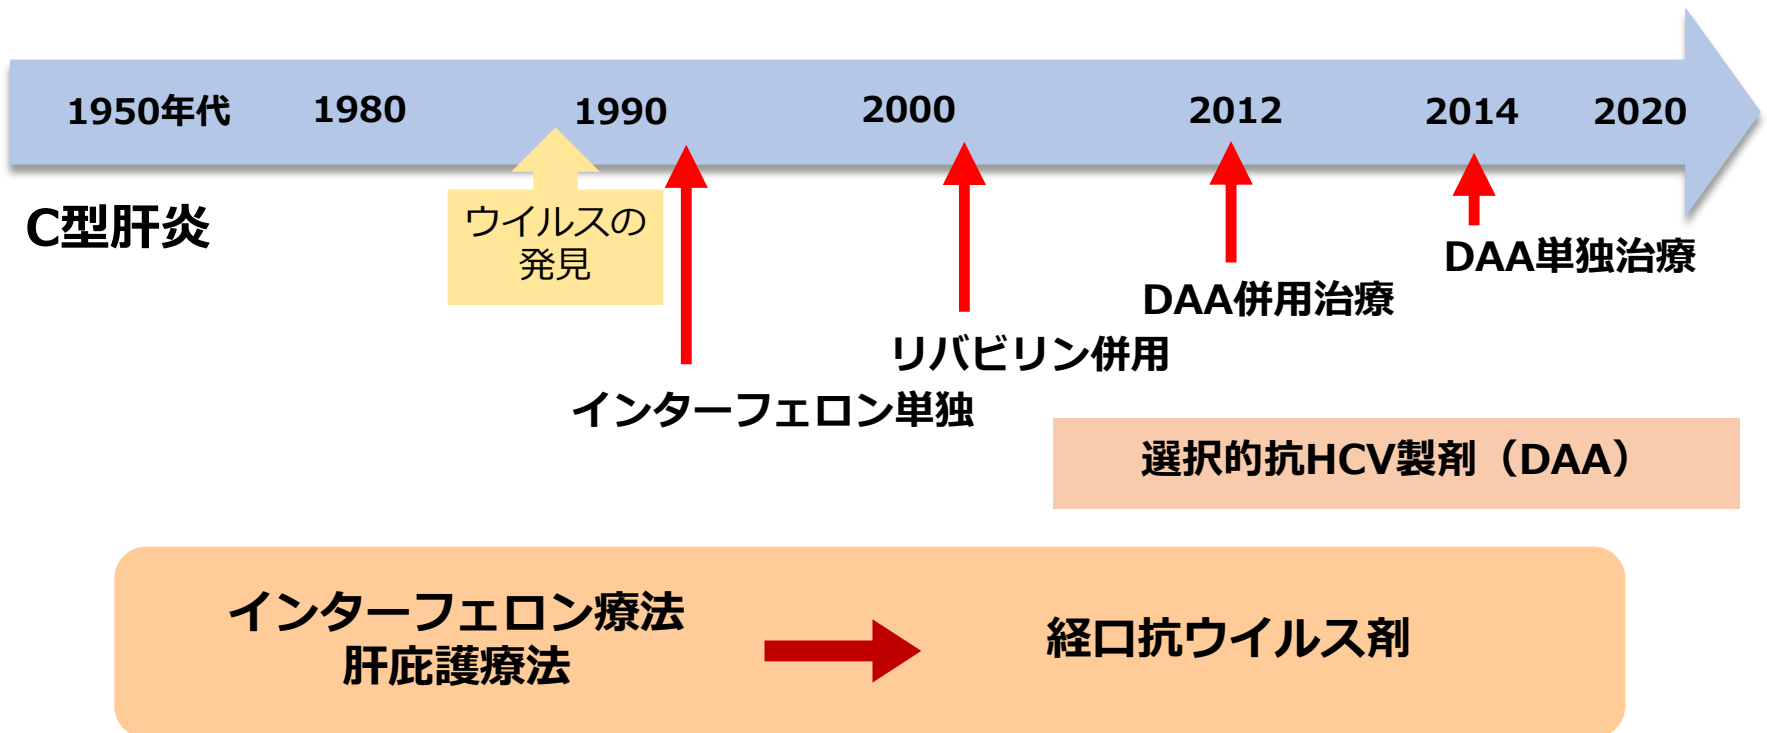 1950年代 1980 1990 2000 2012 2014 2020
C型肝炎
ウイルスの
発見
DAA単独治療
DAA併用治療
リバビリン併用
インターフェロン単独
選択的抗HCV製剤（DAA）
インターフェロン療法
肝庇護療法
経口抗ウイルス剤